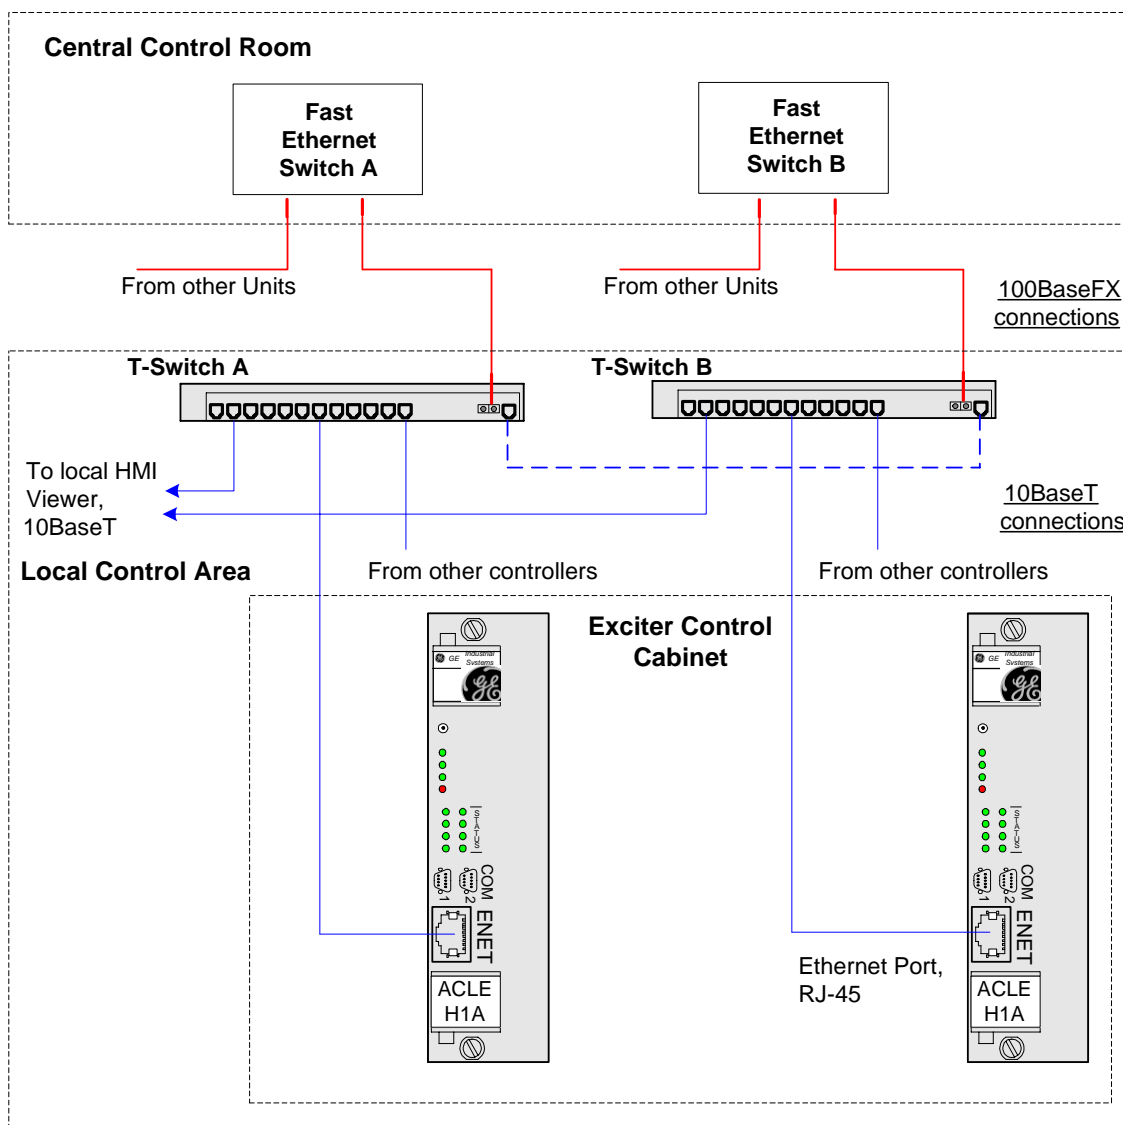 Central Control Room
Fast
Ethernet
Switch A
Fast
Ethernet
Switch B
From other Units
From other Units
100BaseFX
connections
T-Switch A
T-Switch B
To local HMI
Viewer,
10BaseT
10BaseT
connections
Local Control Area
From other controllers
From other controllers
Exciter Control
Cabinet
GE Industrial
Systems
GE
STATUS
COM
1 2
ENET
ACLE
H1A
GE Industrial
Systems
GE
STATUS
COM
1 2
ENET
Ethernet Port,
RJ-45
ACLE
H1A